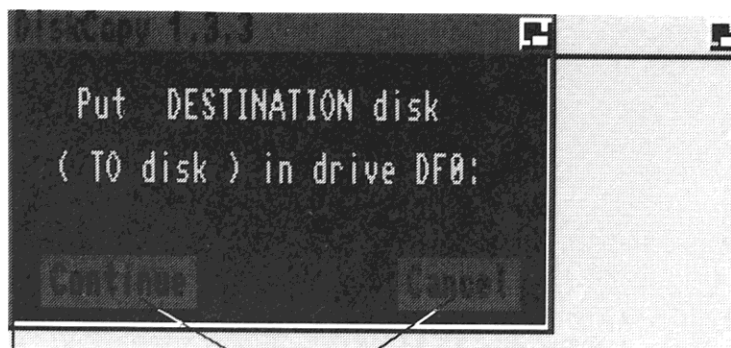 DiskCopy 1.3.3
Put DESTINATION disk
( TO disk ) in drive DF0:
Continue Cancel